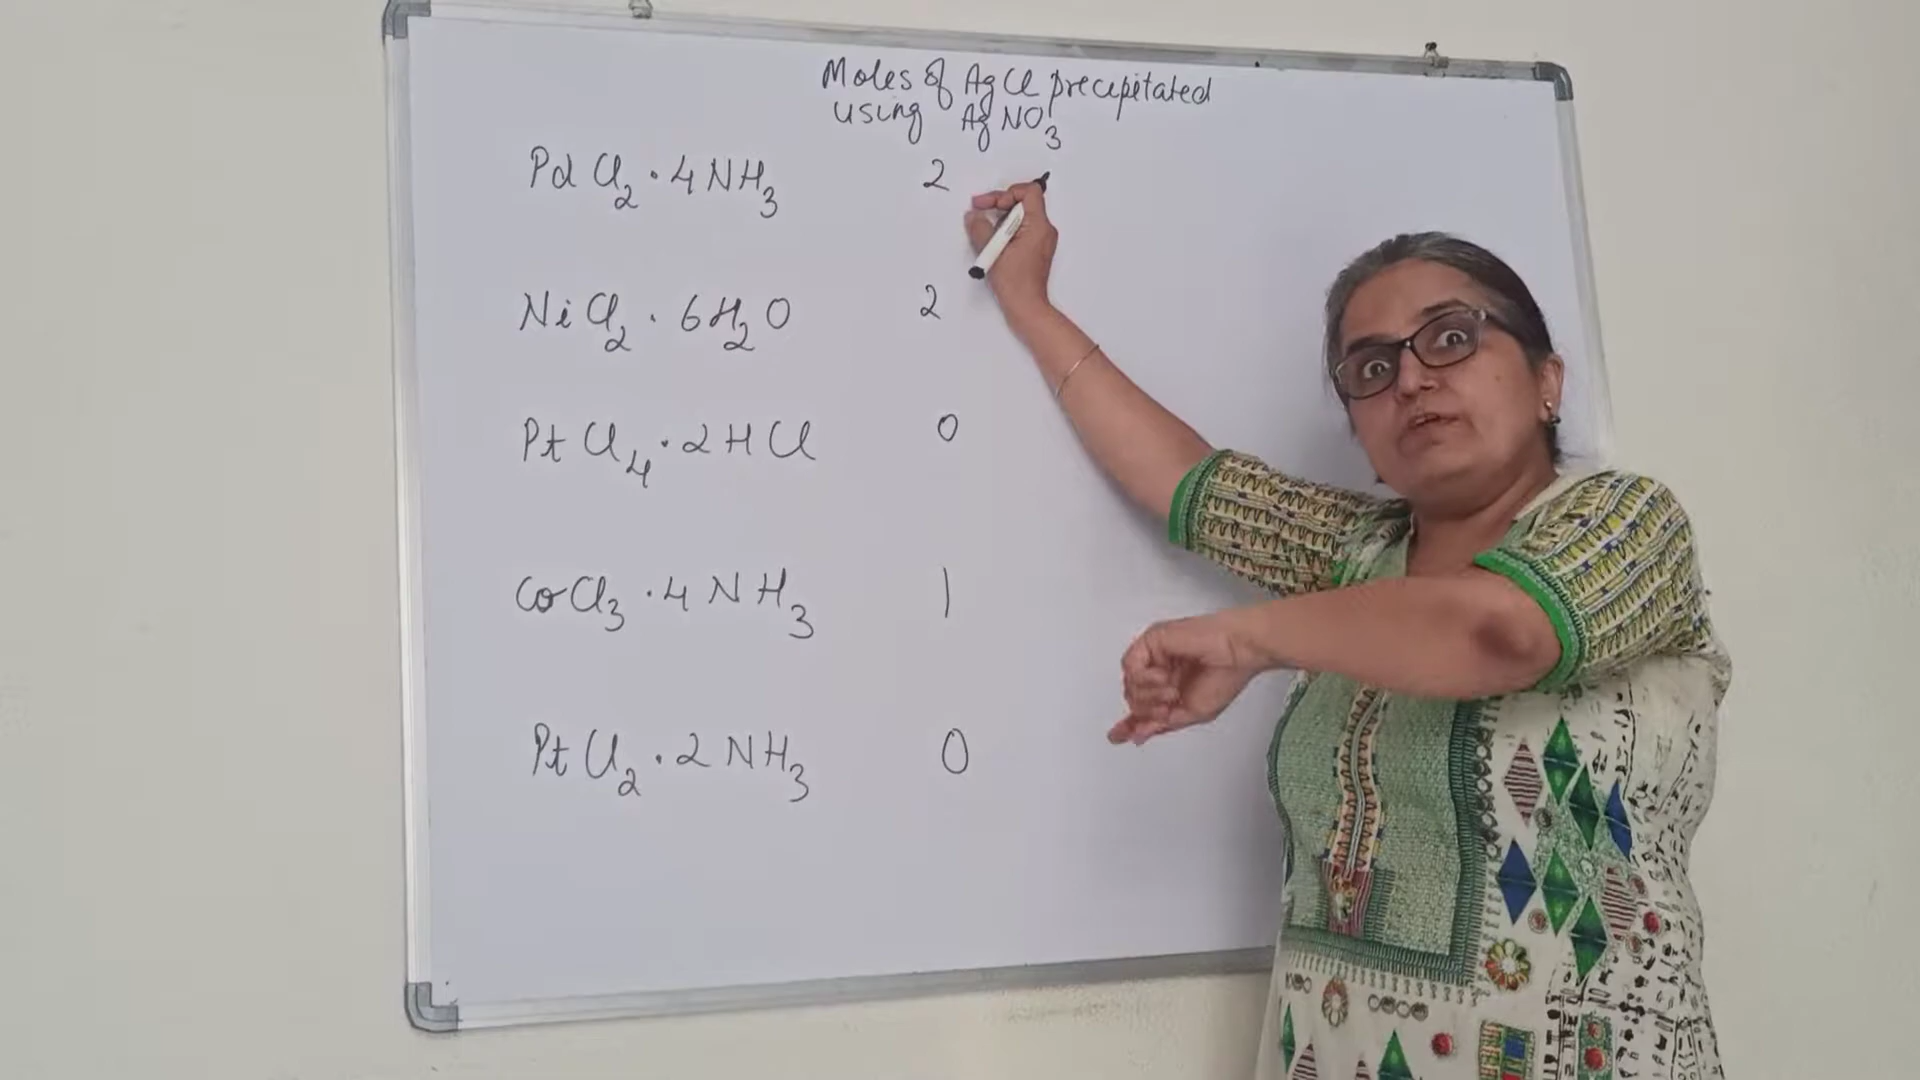 Moles of AgCl precipitated
using AgNO3
PdCl2 · 4NH3 2
NiCl2 · 6H2O 2
PtCl4 · 2HCl 0
CoCl3 · 4NH3 1
PtCl2 · 2NH3 0